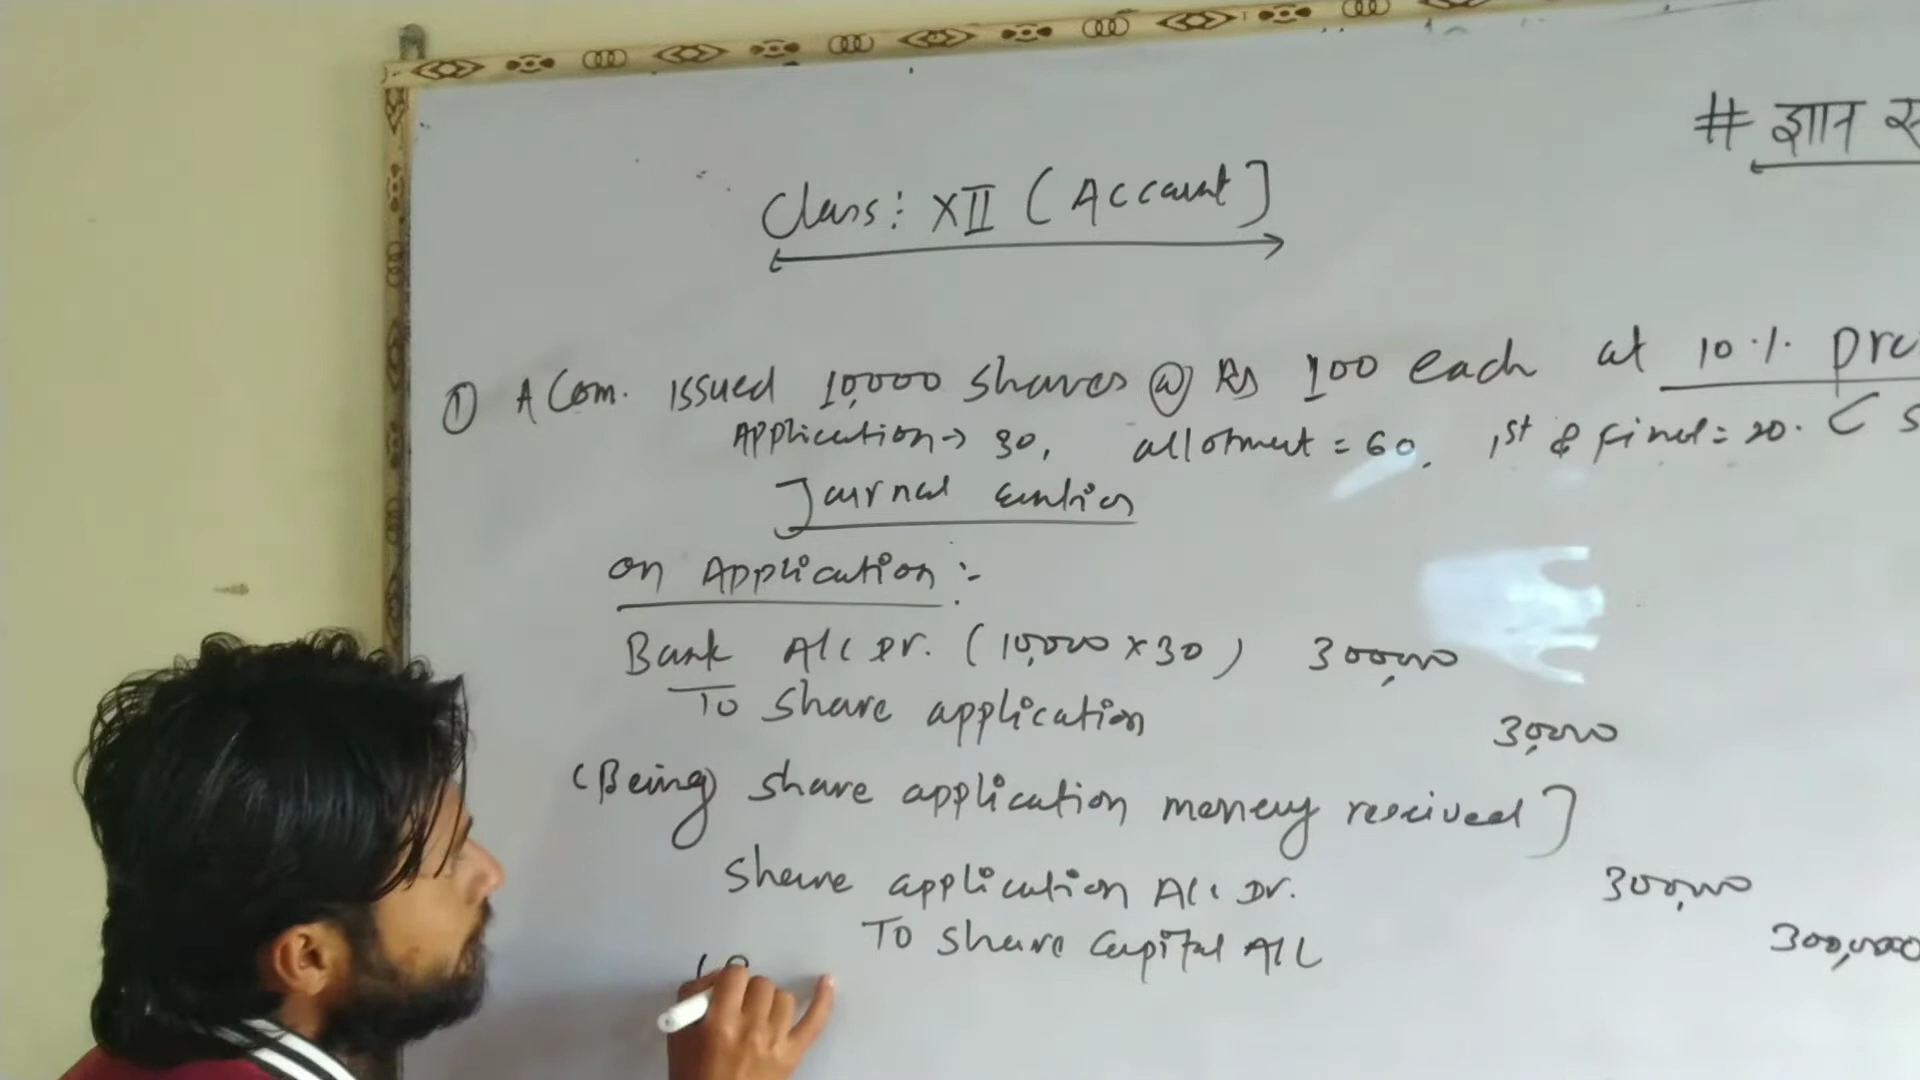 # ज्ञान
Class: XII (Account]
① A Com. issued 10,000 shares @ Rs 100 each at 10%. pre
Application → 30, allotment = 60, 1st & final = 20. (S
Journal entries
on Application :-
Bank A/c Dr. (10,000 × 30) 300,000
To share application 30,000
(Being share application money received]
Share application A/c Dr. 300,000
To share capital A/c 300,000